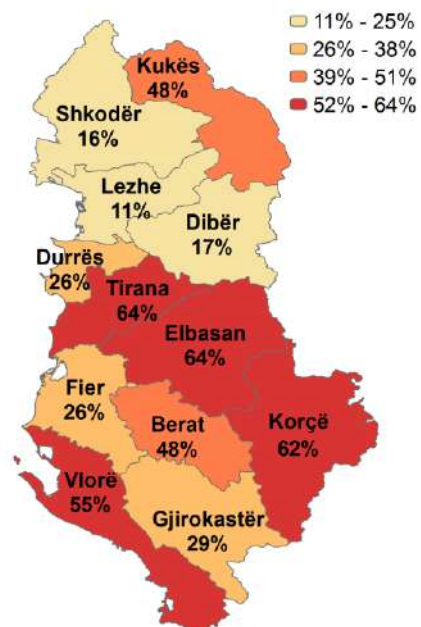 11% - 25%
26% - 38%
39% - 51%
52% - 64%
Kukës
48%
Shkodër
16%
Lezhe
11%
Dibër
17%
Durrës
26%
Tirana
64%
Elbasan
64%
Fier
26%
Berat
48%
Korçë
62%
Vlorë
55%
Gjirokastër
29%